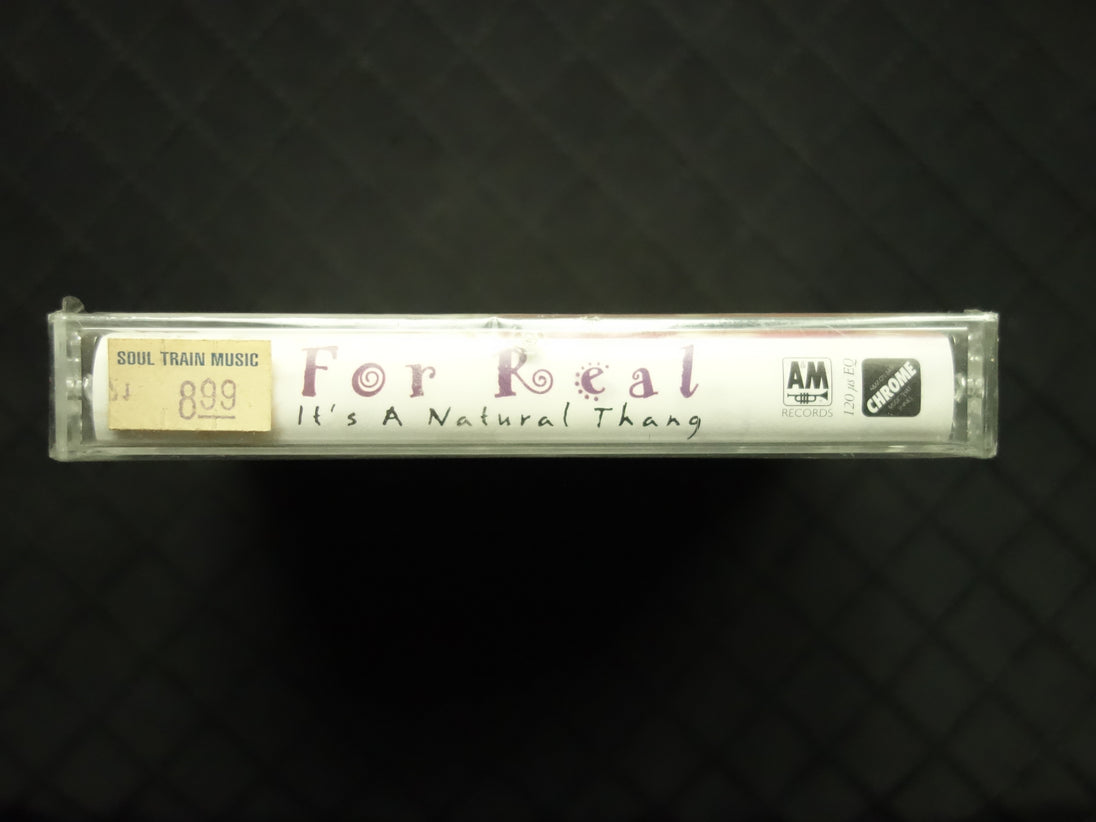 SOUL TRAIN MUSIC
8.99
For Real
It's A Natural Thang
A&M
RECORDS
120 µs EQ
CHROME